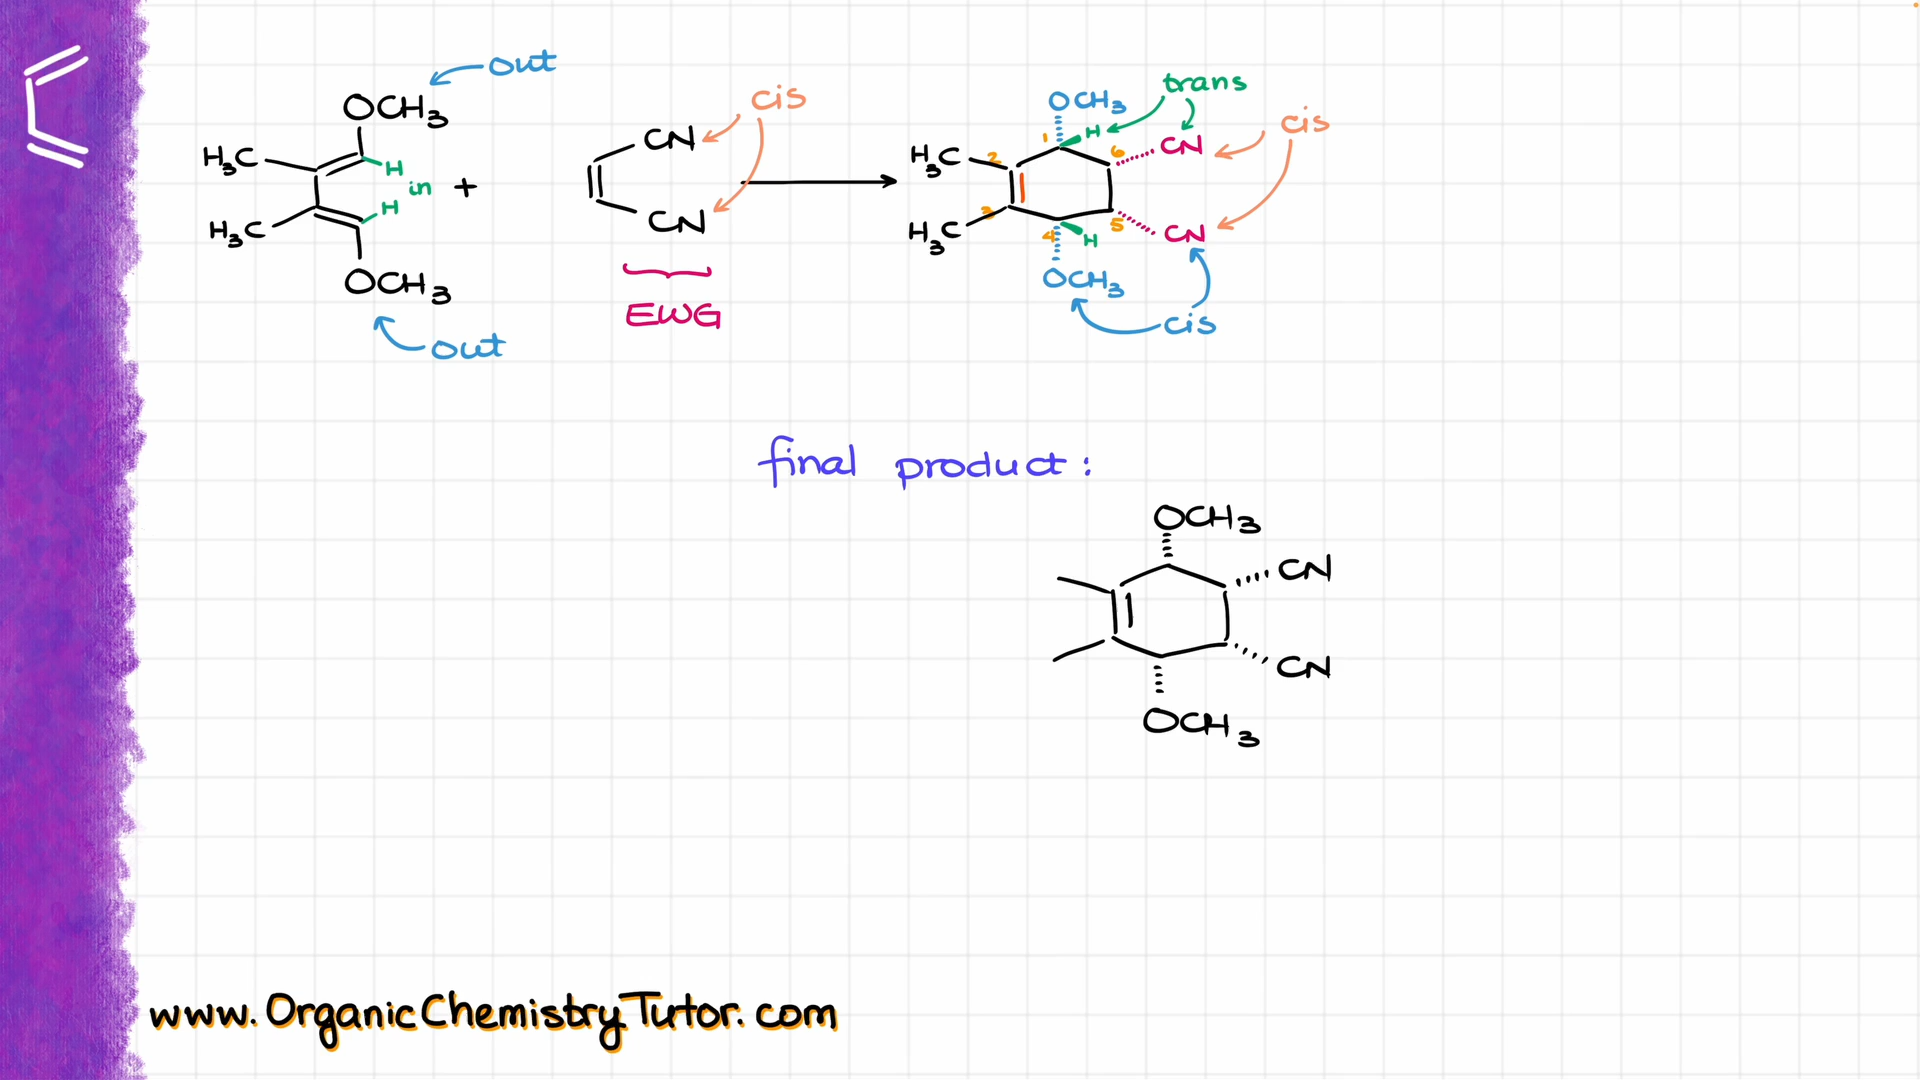 out
OCH3
H3C
H
in
+
H
H3C
OCH3
out
cis
CN
CN
EWG
trans
OCH3
cis
1
H
CN
H3C
2
6
3
5
H3C
4
H
CN
OCH3
cis
final product:
OCH3
CN
CN
OCH3
www.OrganicChemistryTutor.com